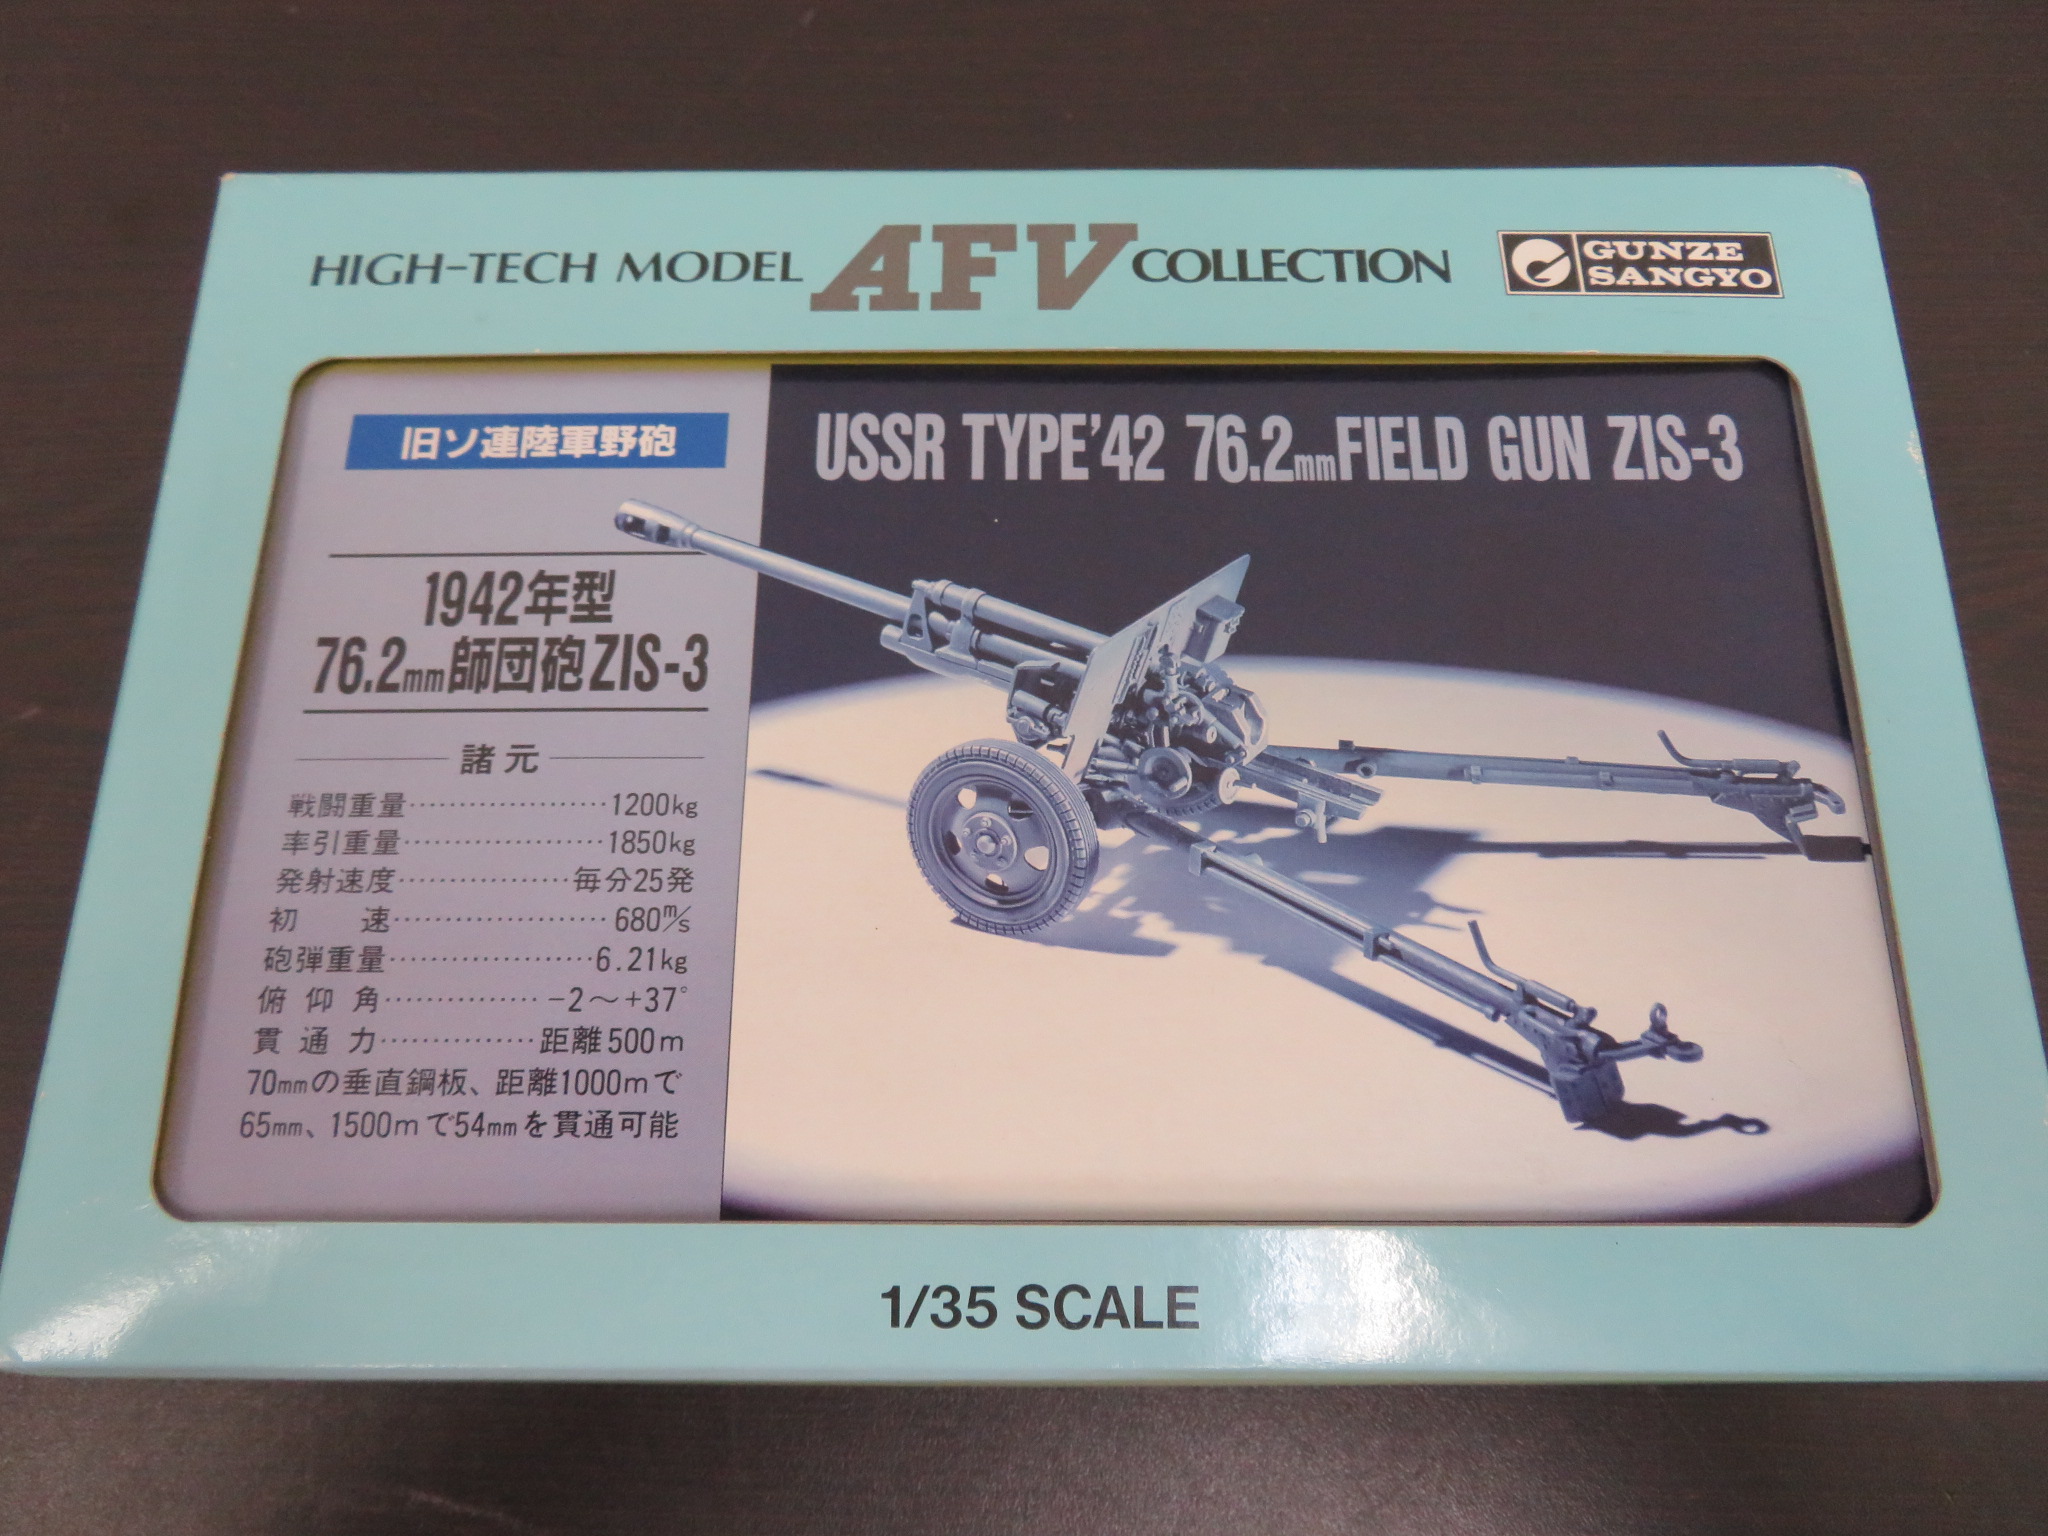 HIGH-TECH MODEL AFV COLLECTION
GUNZE
SANGYO
旧ソ連陸軍野砲
USSR TYPE'42 76.2mm FIELD GUN ZIS-3
1942年型
76.2mm師団砲ZIS-3
諸元
戦闘重量…………………1200kg
率引重量…………………1850kg
発射速度………………毎分25発
初 速…………………680m/s
砲弾重量…………………6.21kg
俯仰角……………-2～+37°
貫通力……………距離500m
70mmの垂直鋼板、距離1000mで
65mm、1500mで54mmを貫通可能
1/35 SCALE